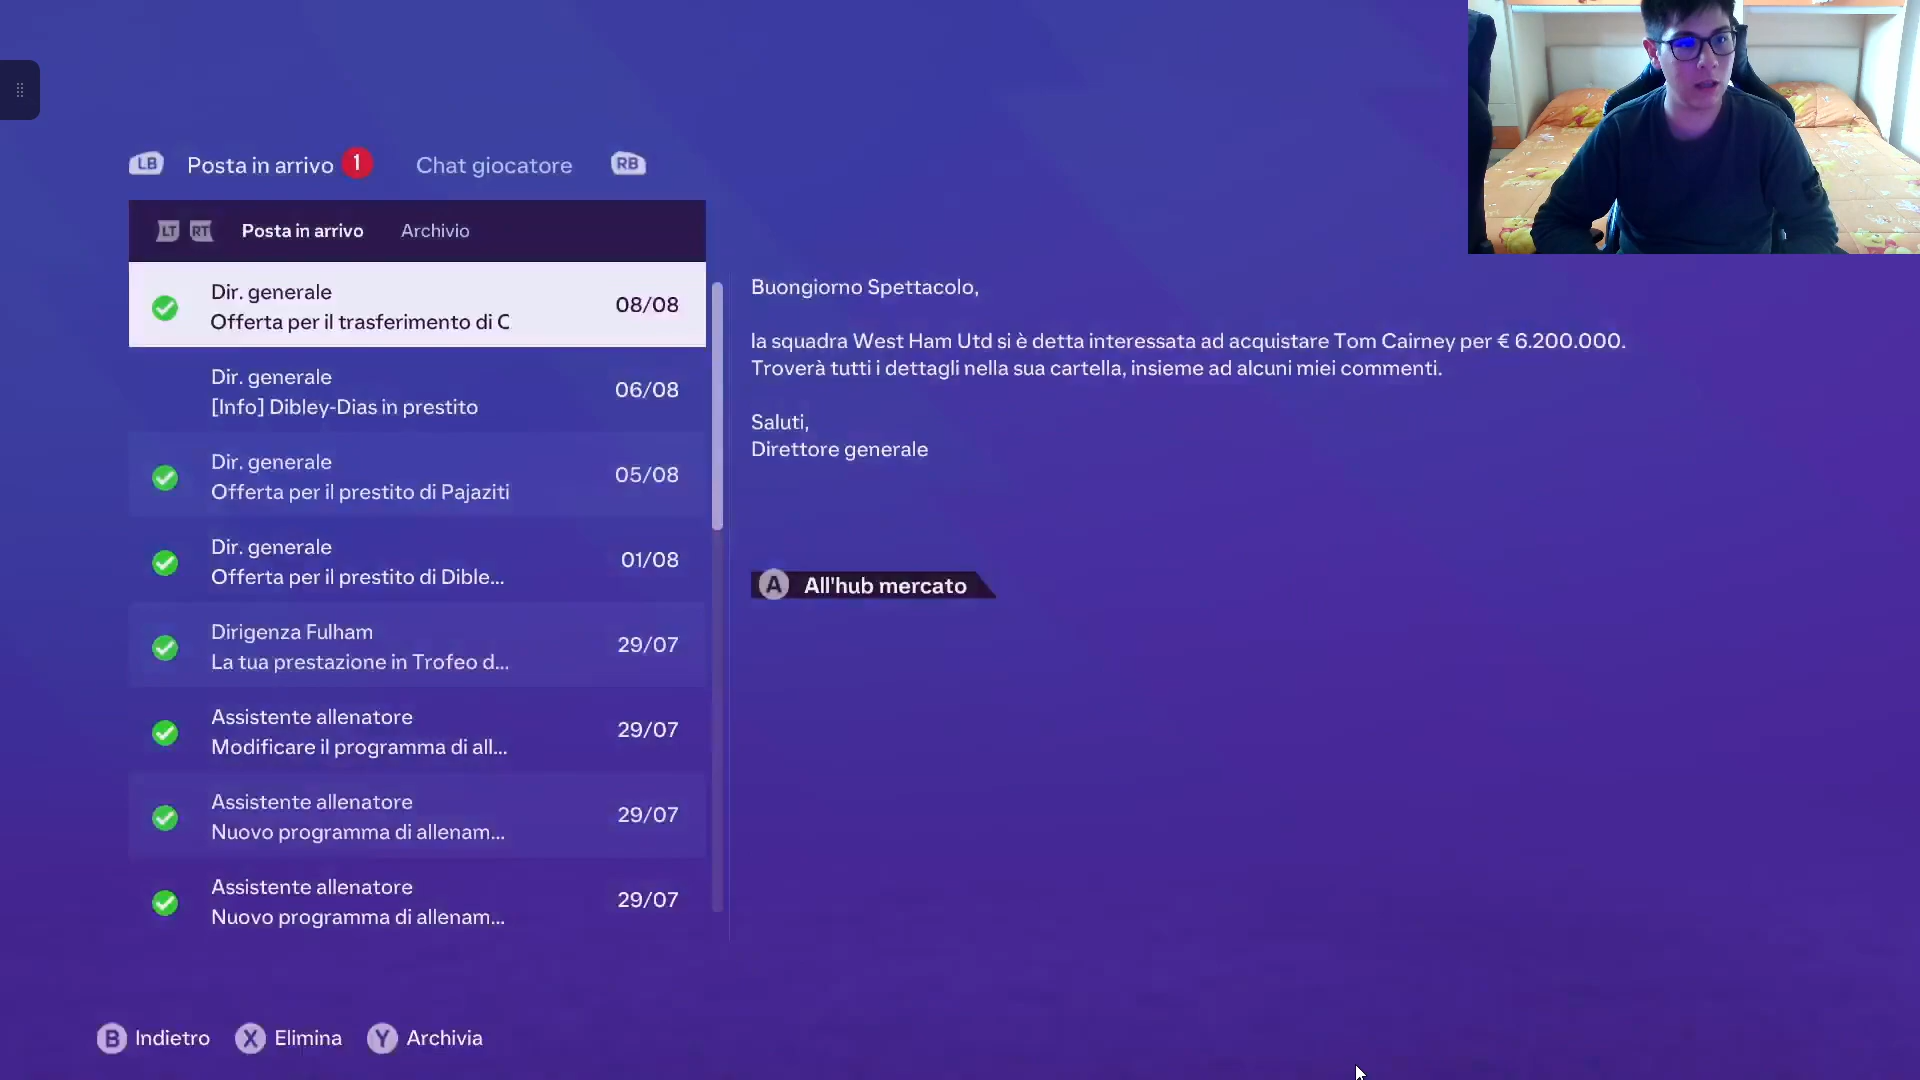 LB Posta in arrivo 1 Chat giocatore RB
LT RT Posta in arrivo Archivio
Dir. generale
Offerta per il trasferimento di C
08/08
Dir. generale
[Info] Dibley-Dias in prestito
06/08
Dir. generale
Offerta per il prestito di Pajaziti
05/08
Dir. generale
Offerta per il prestito di Dible...
01/08
Dirigenza Fulham
La tua prestazione in Trofeo d...
29/07
Assistente allenatore
Modificare il programma di all...
29/07
Assistente allenatore
Nuovo programma di allenam...
29/07
Assistente allenatore
Nuovo programma di allenam...
29/07
Buongiorno Spettacolo,
la squadra West Ham Utd si è detta interessata ad acquistare Tom Cairney per € 6.200.000.
Troverà tutti i dettagli nella sua cartella, insieme ad alcuni miei commenti.
Saluti,
Direttore generale
A All'hub mercato
B Indietro X Elimina Y Archivia